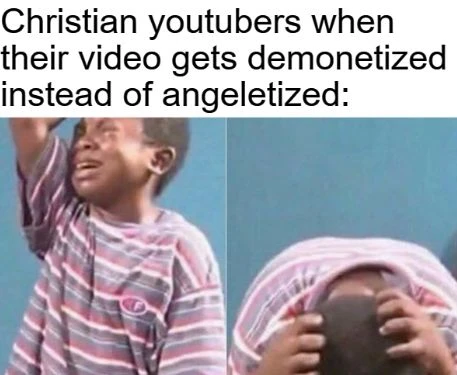 Christian youtubers when
their video gets demonetized
instead of angeletized: